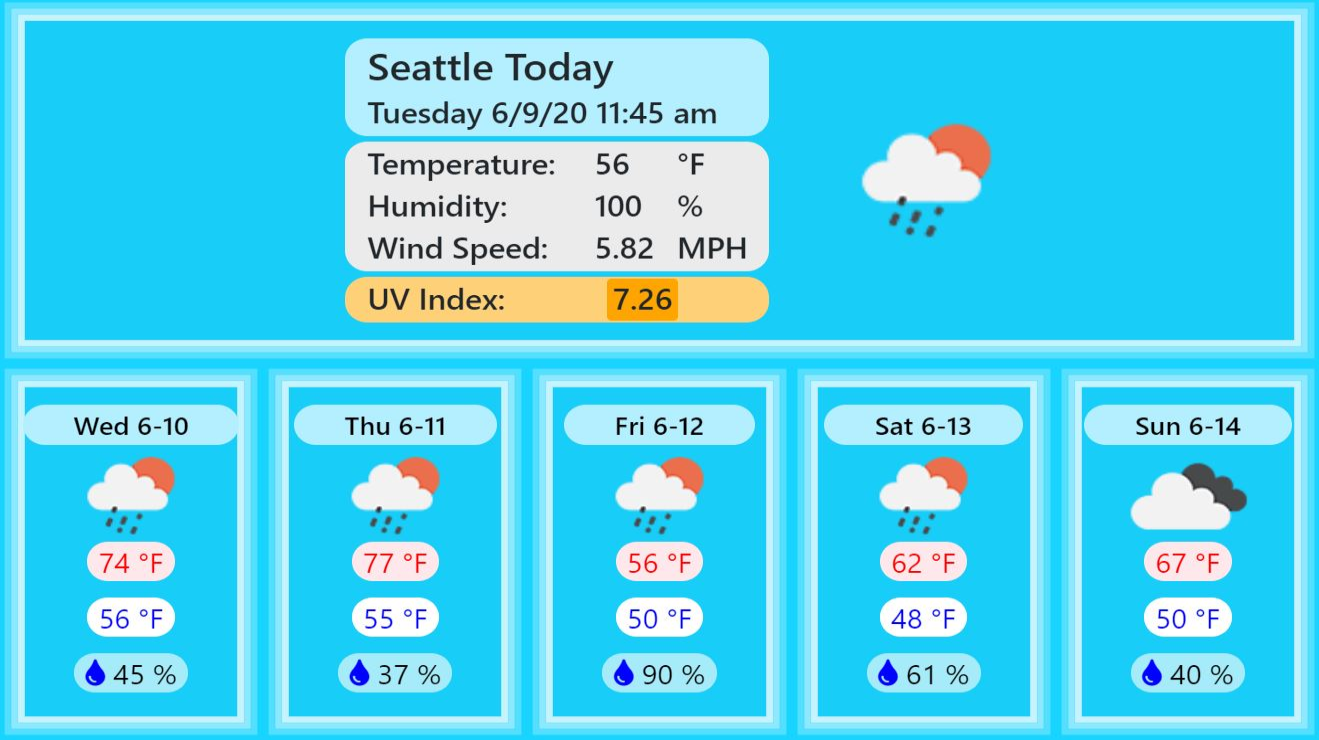 Seattle Today
Tuesday 6/9/20 11:45 am
Temperature: 56 °F
Humidity: 100 %
Wind Speed: 5.82 MPH
UV Index: 7.26
Wed 6-10
74 °F
56 °F
45 %
Thu 6-11
77 °F
55 °F
37 %
Fri 6-12
56 °F
50 °F
90 %
Sat 6-13
62 °F
48 °F
61 %
Sun 6-14
67 °F
50 °F
40 %